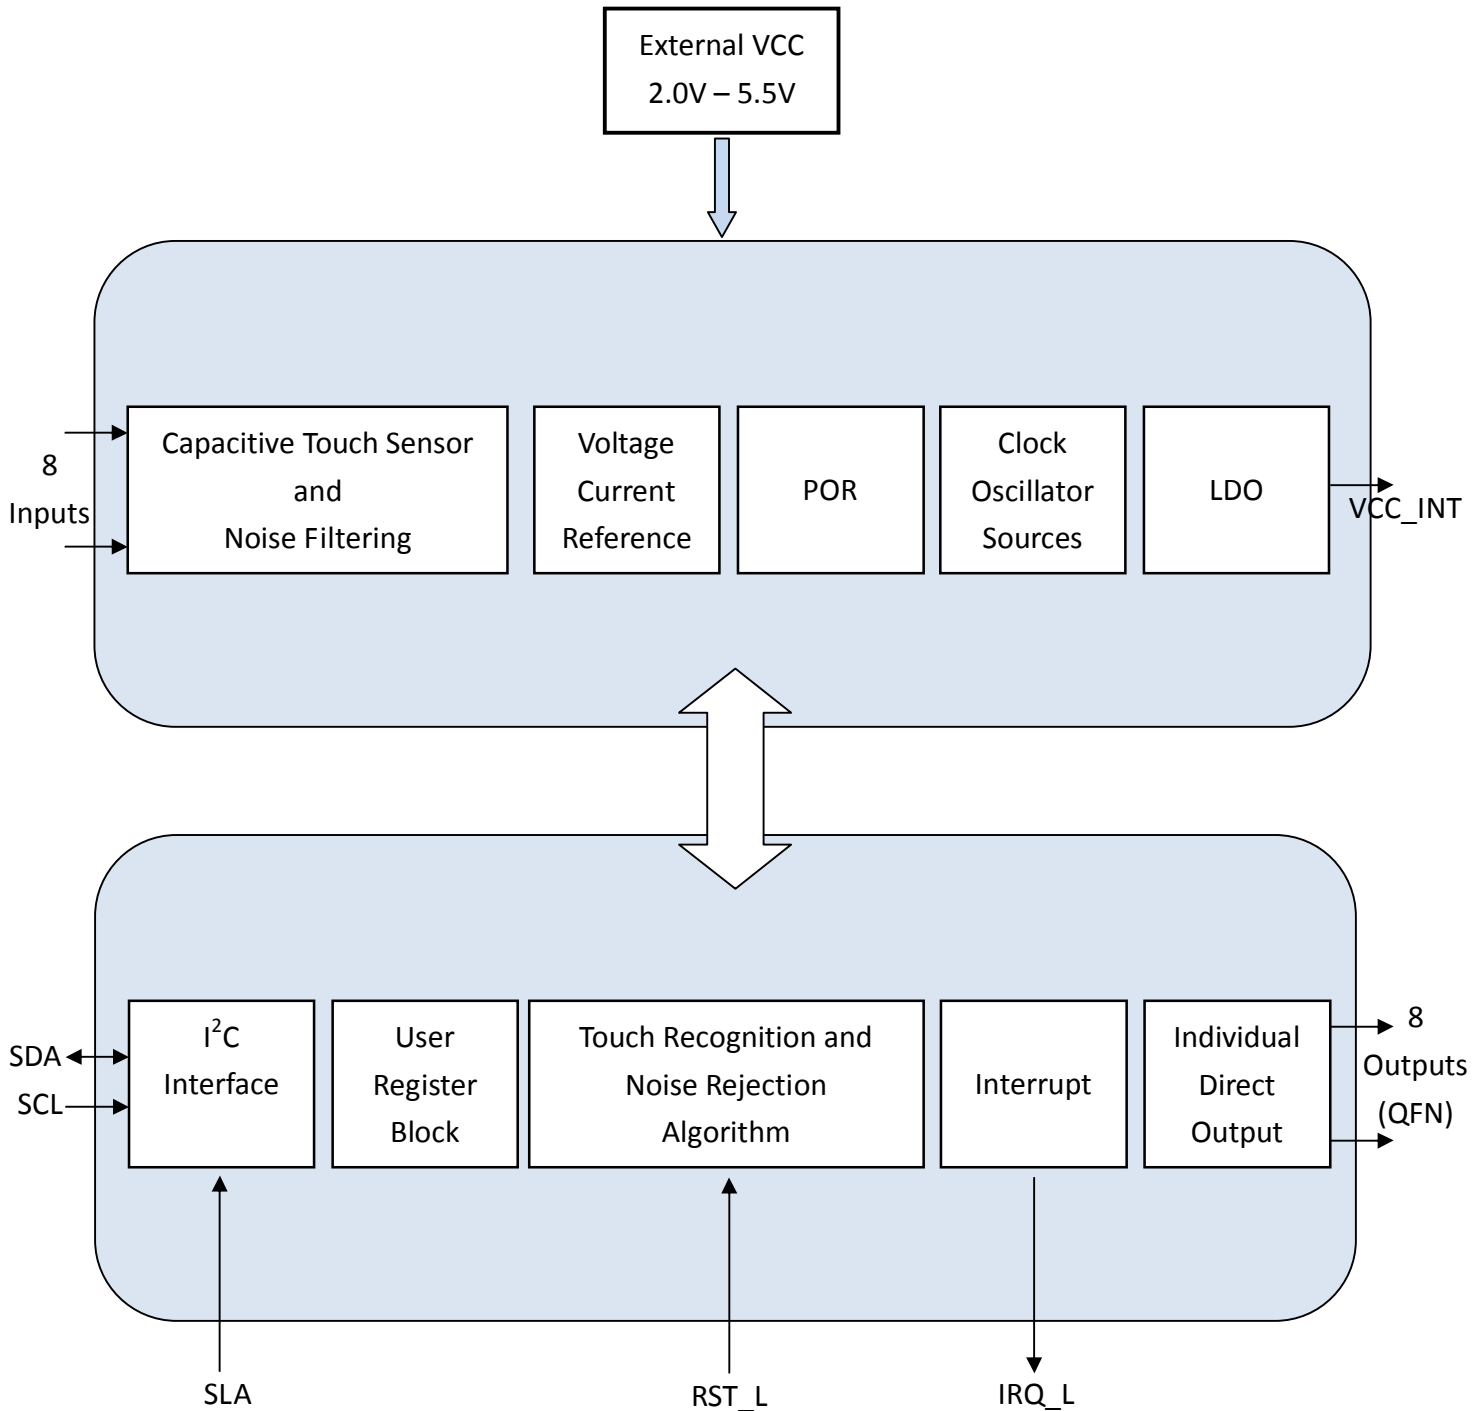 External VCC
2.0V – 5.5V
8
Inputs
Capacitive Touch Sensor
and
Noise Filtering
Voltage
Current
Reference
POR
Clock
Oscillator
Sources
LDO
VCC_INT
SDA
SCL
I²C
Interface
User
Register
Block
Touch Recognition and
Noise Rejection
Algorithm
Interrupt
Individual
Direct
Output
8
Outputs
(QFN)
SLA
RST_L
IRQ_L